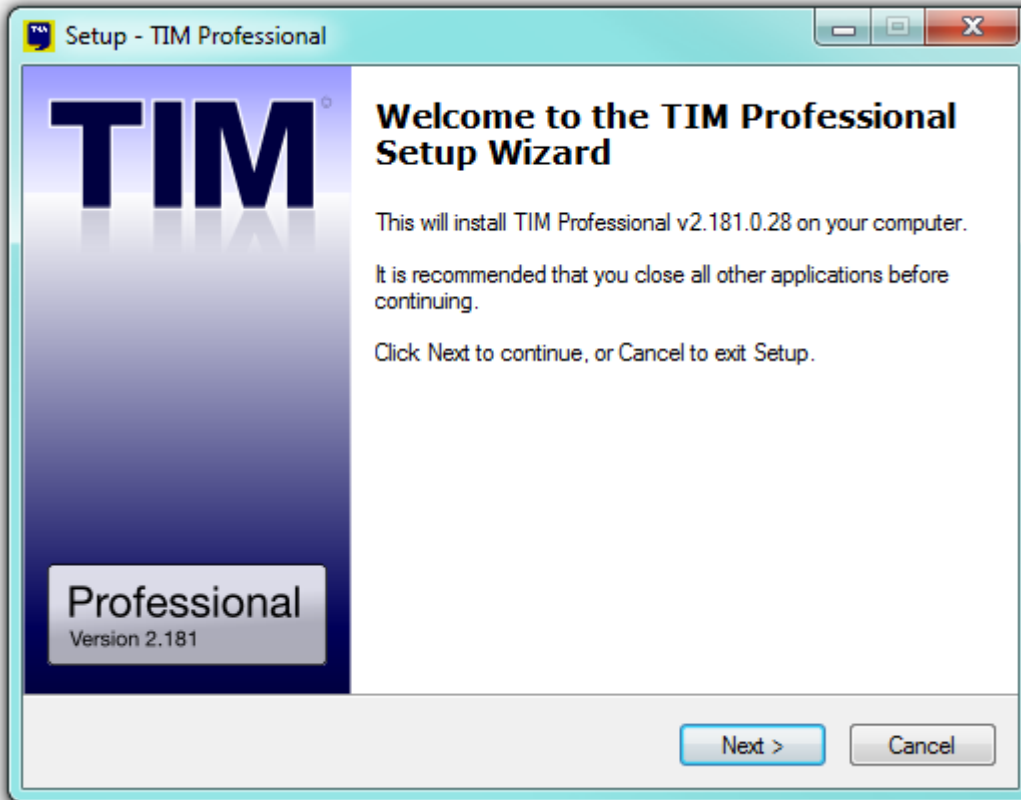 Setup - TIM Professional
TIM
Welcome to the TIM Professional
Setup Wizard
This will install TIM Professional v2.181.0.28 on your computer.
It is recommended that you close all other applications before
continuing.
Click Next to continue, or Cancel to exit Setup.
Professional
Version 2.181
Next >
Cancel